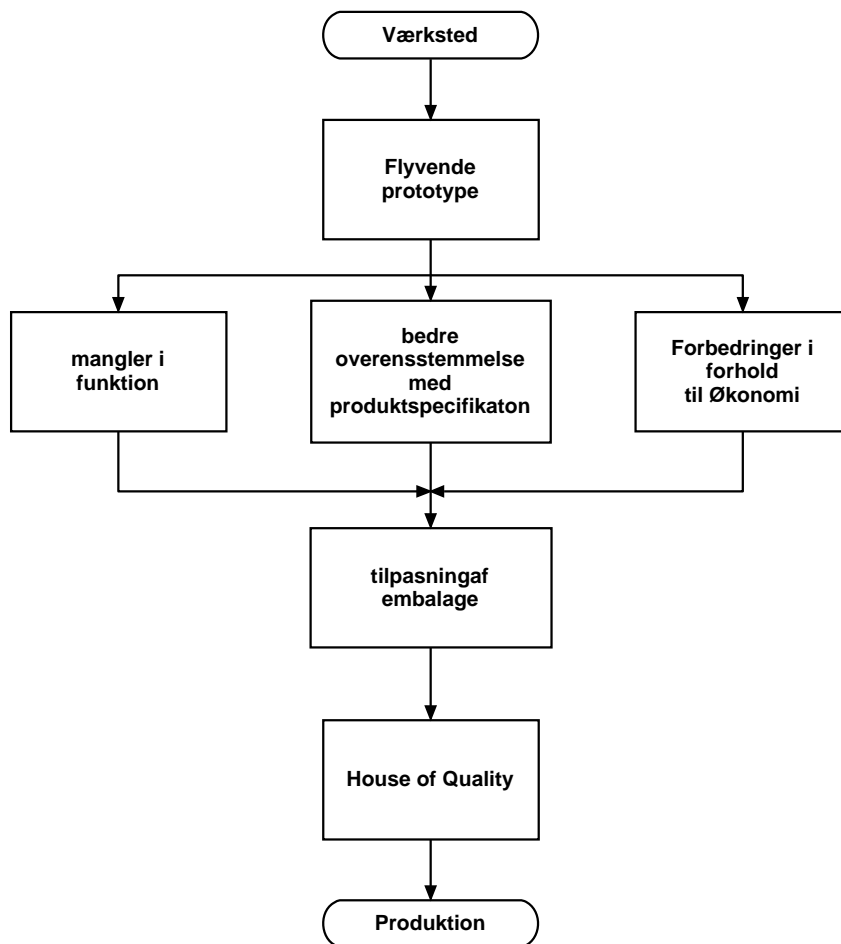 Værksted
Flyvende
prototype
mangler i
funktion
bedre
overensstemmelse
med
produktspecifikaton
Forbedringer i
forhold
til Økonomi
tilpasningaf
embalage
House of Quality
Produktion